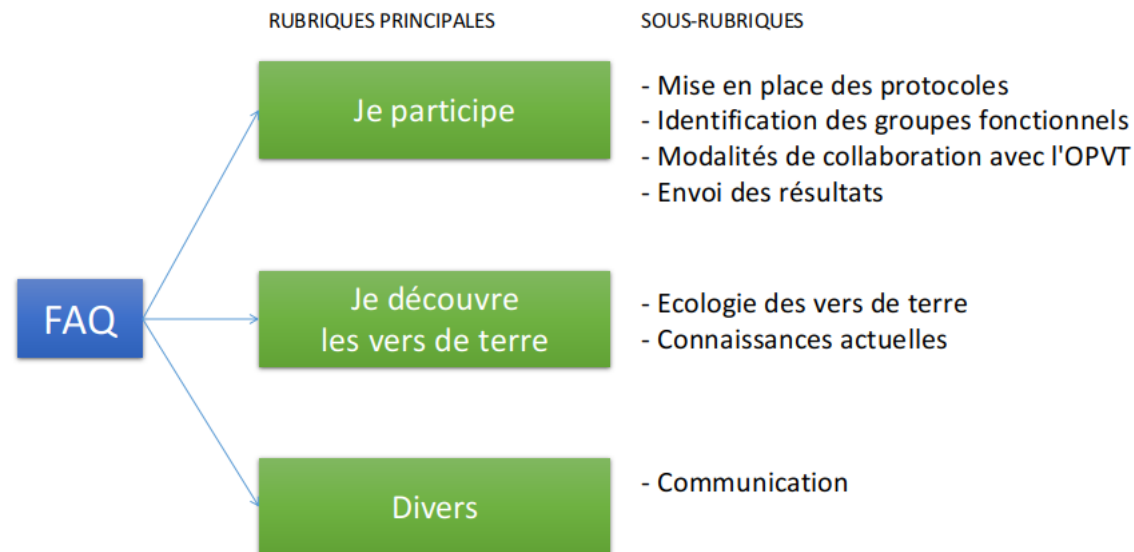 RUBRIQUES PRINCIPALES
SOUS-RUBRIQUES
Je participe
- Mise en place des protocoles
- Identification des groupes fonctionnels
- Modalités de collaboration avec l'OPVT
- Envoi des résultats
FAQ
Je découvre
les vers de terre
- Ecologie des vers de terre
- Connaissances actuelles
Divers
- Communication